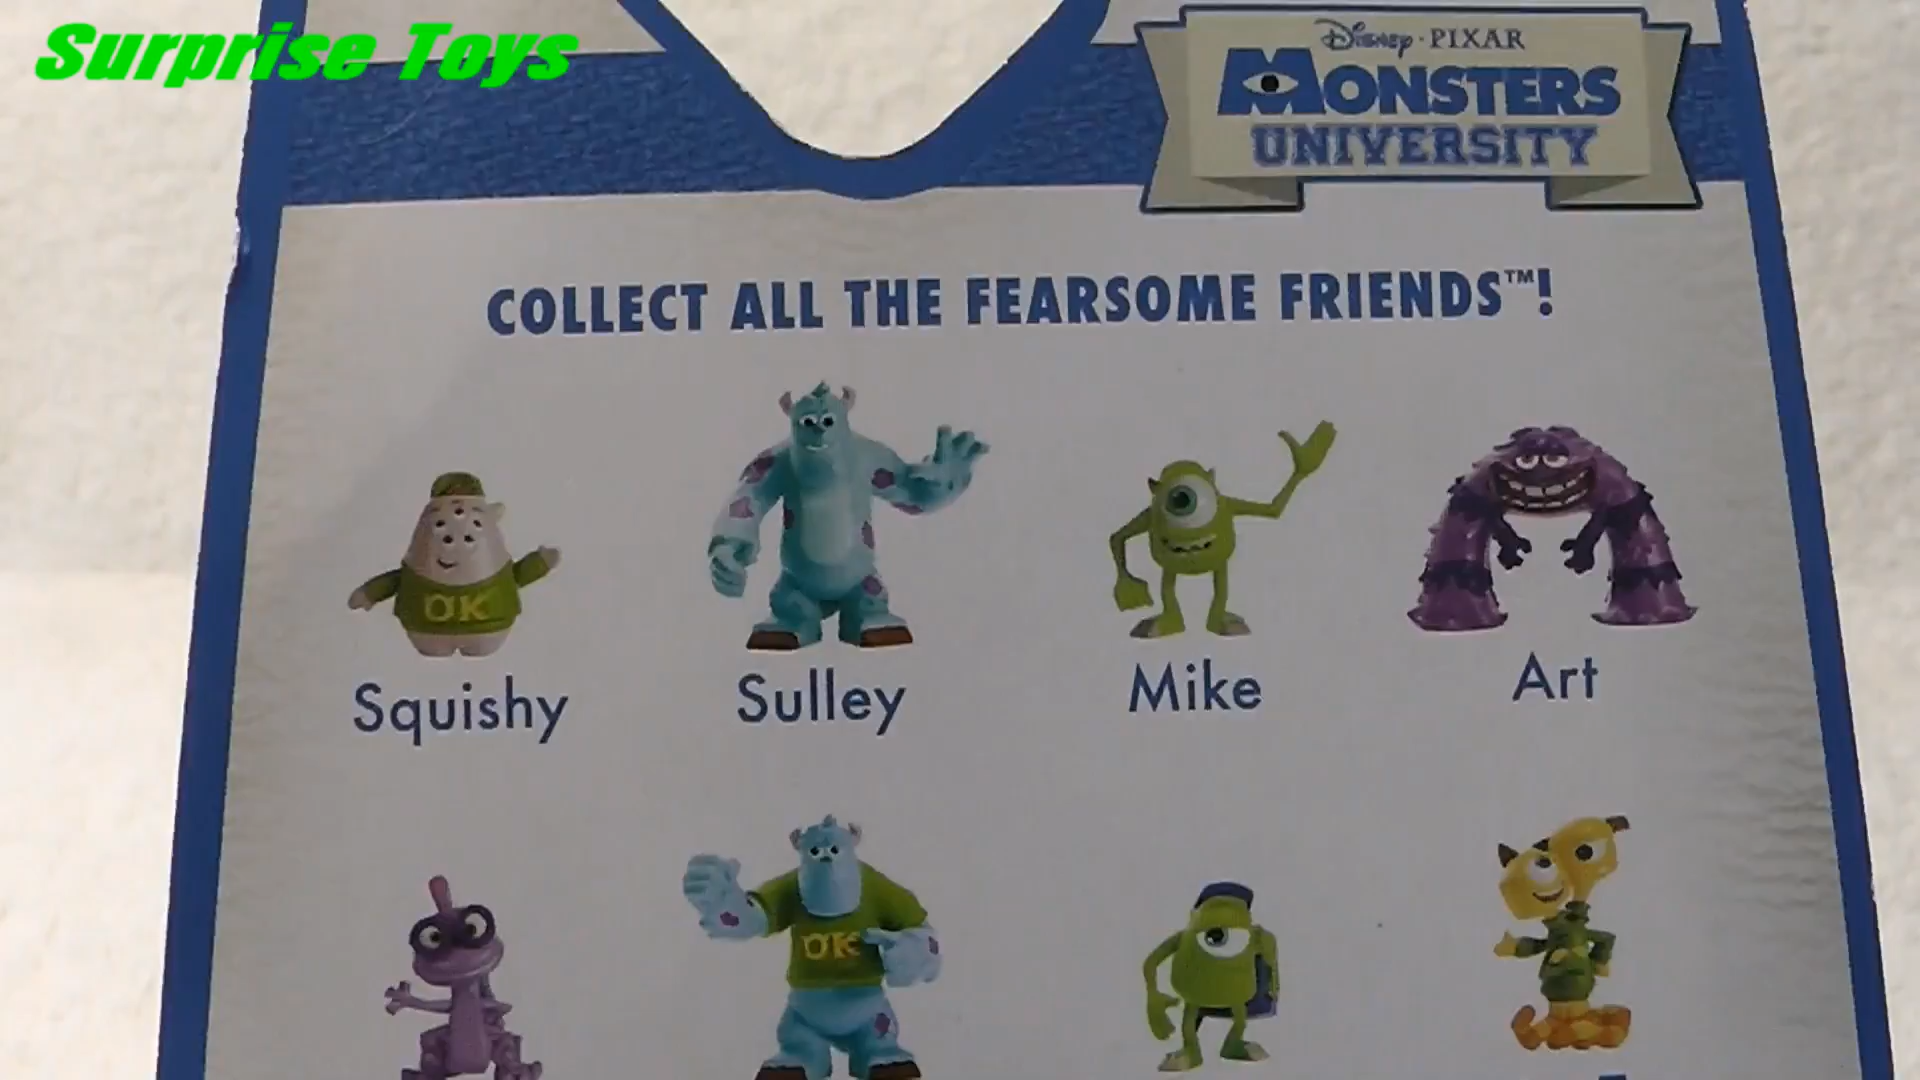 Surprise Toys
Disney · PIXAR
MONSTERS
UNIVERSITY
COLLECT ALL THE FEARSOME FRIENDS™!
OK
Squishy
Sulley
Mike
Art
OK